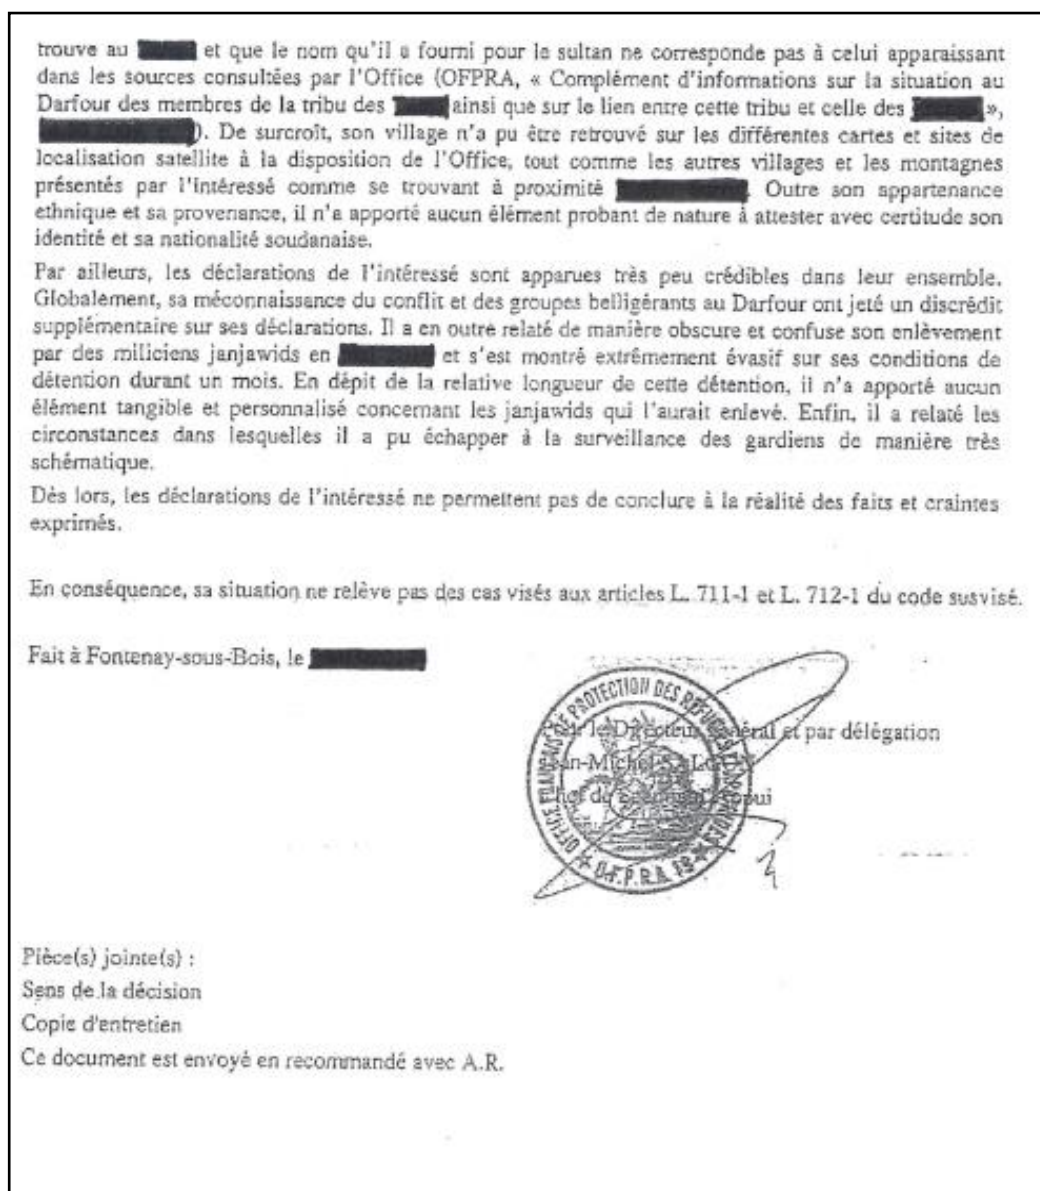 trouve au et que le nom qu'il a fourni pour le sultan ne corresponde pas à celui apparaissant
dans les sources consultées par l'Office (OFPRA, « Complément d'informations sur la situation au
Darfour des membres de la tribu des ainsi que sur le lien entre cette tribu et celle des »,
). De surcroît, son village n'a pu être retrouvé sur les différentes cartes et sites de
localisation satellite à la disposition de l'Office, tout comme les autres villages et les montagnes
présentés par l'intéressé comme se trouvant à proximité . Outre son appartenance
ethnique et sa provenance, il n'a apporté aucun élément probant de nature à attester avec certitude son
identité et sa nationalité soudanaise.
Par ailleurs, les déclarations de l'intéressé sont apparues très peu crédibles dans leur ensemble.
Globalement, sa méconnaissance du conflit et des groupes belligérants au Darfour ont jeté un discrédit
supplémentaire sur ses déclarations. Il a en outre relaté de manière obscure et confuse son enlèvement
par des miliciens janjawids en et s'est montré extrêmement évasif sur ses conditions de
détention durant un mois. En dépit de la relative longueur de cette détention, il n'a apporté aucun
élément tangible et personnalisé concernant les janjawids qui l'aurait enlevé. Enfin, il a relaté les
circonstances dans lesquelles il a pu échapper à la surveillance des gardiens de manière très
schématique.
Dès lors, les déclarations de l'intéressé ne permettent pas de conclure à la réalité des faits et craintes
exprimés.
En conséquence, sa situation ne relève pas des cas visés aux articles L. 711-1 et L. 712-1 du code susvisé.
Fait à Fontenay-sous-Bois, le
OFFICE FRANÇAIS DE PROTECTION DES RÉFUGIÉS
le Directeur Général et par délégation
O.F.P.R.A.
Pièce(s) jointe(s) :
Sens de la décision
Copie d'entretien
Ce document est envoyé en recommandé avec A.R.